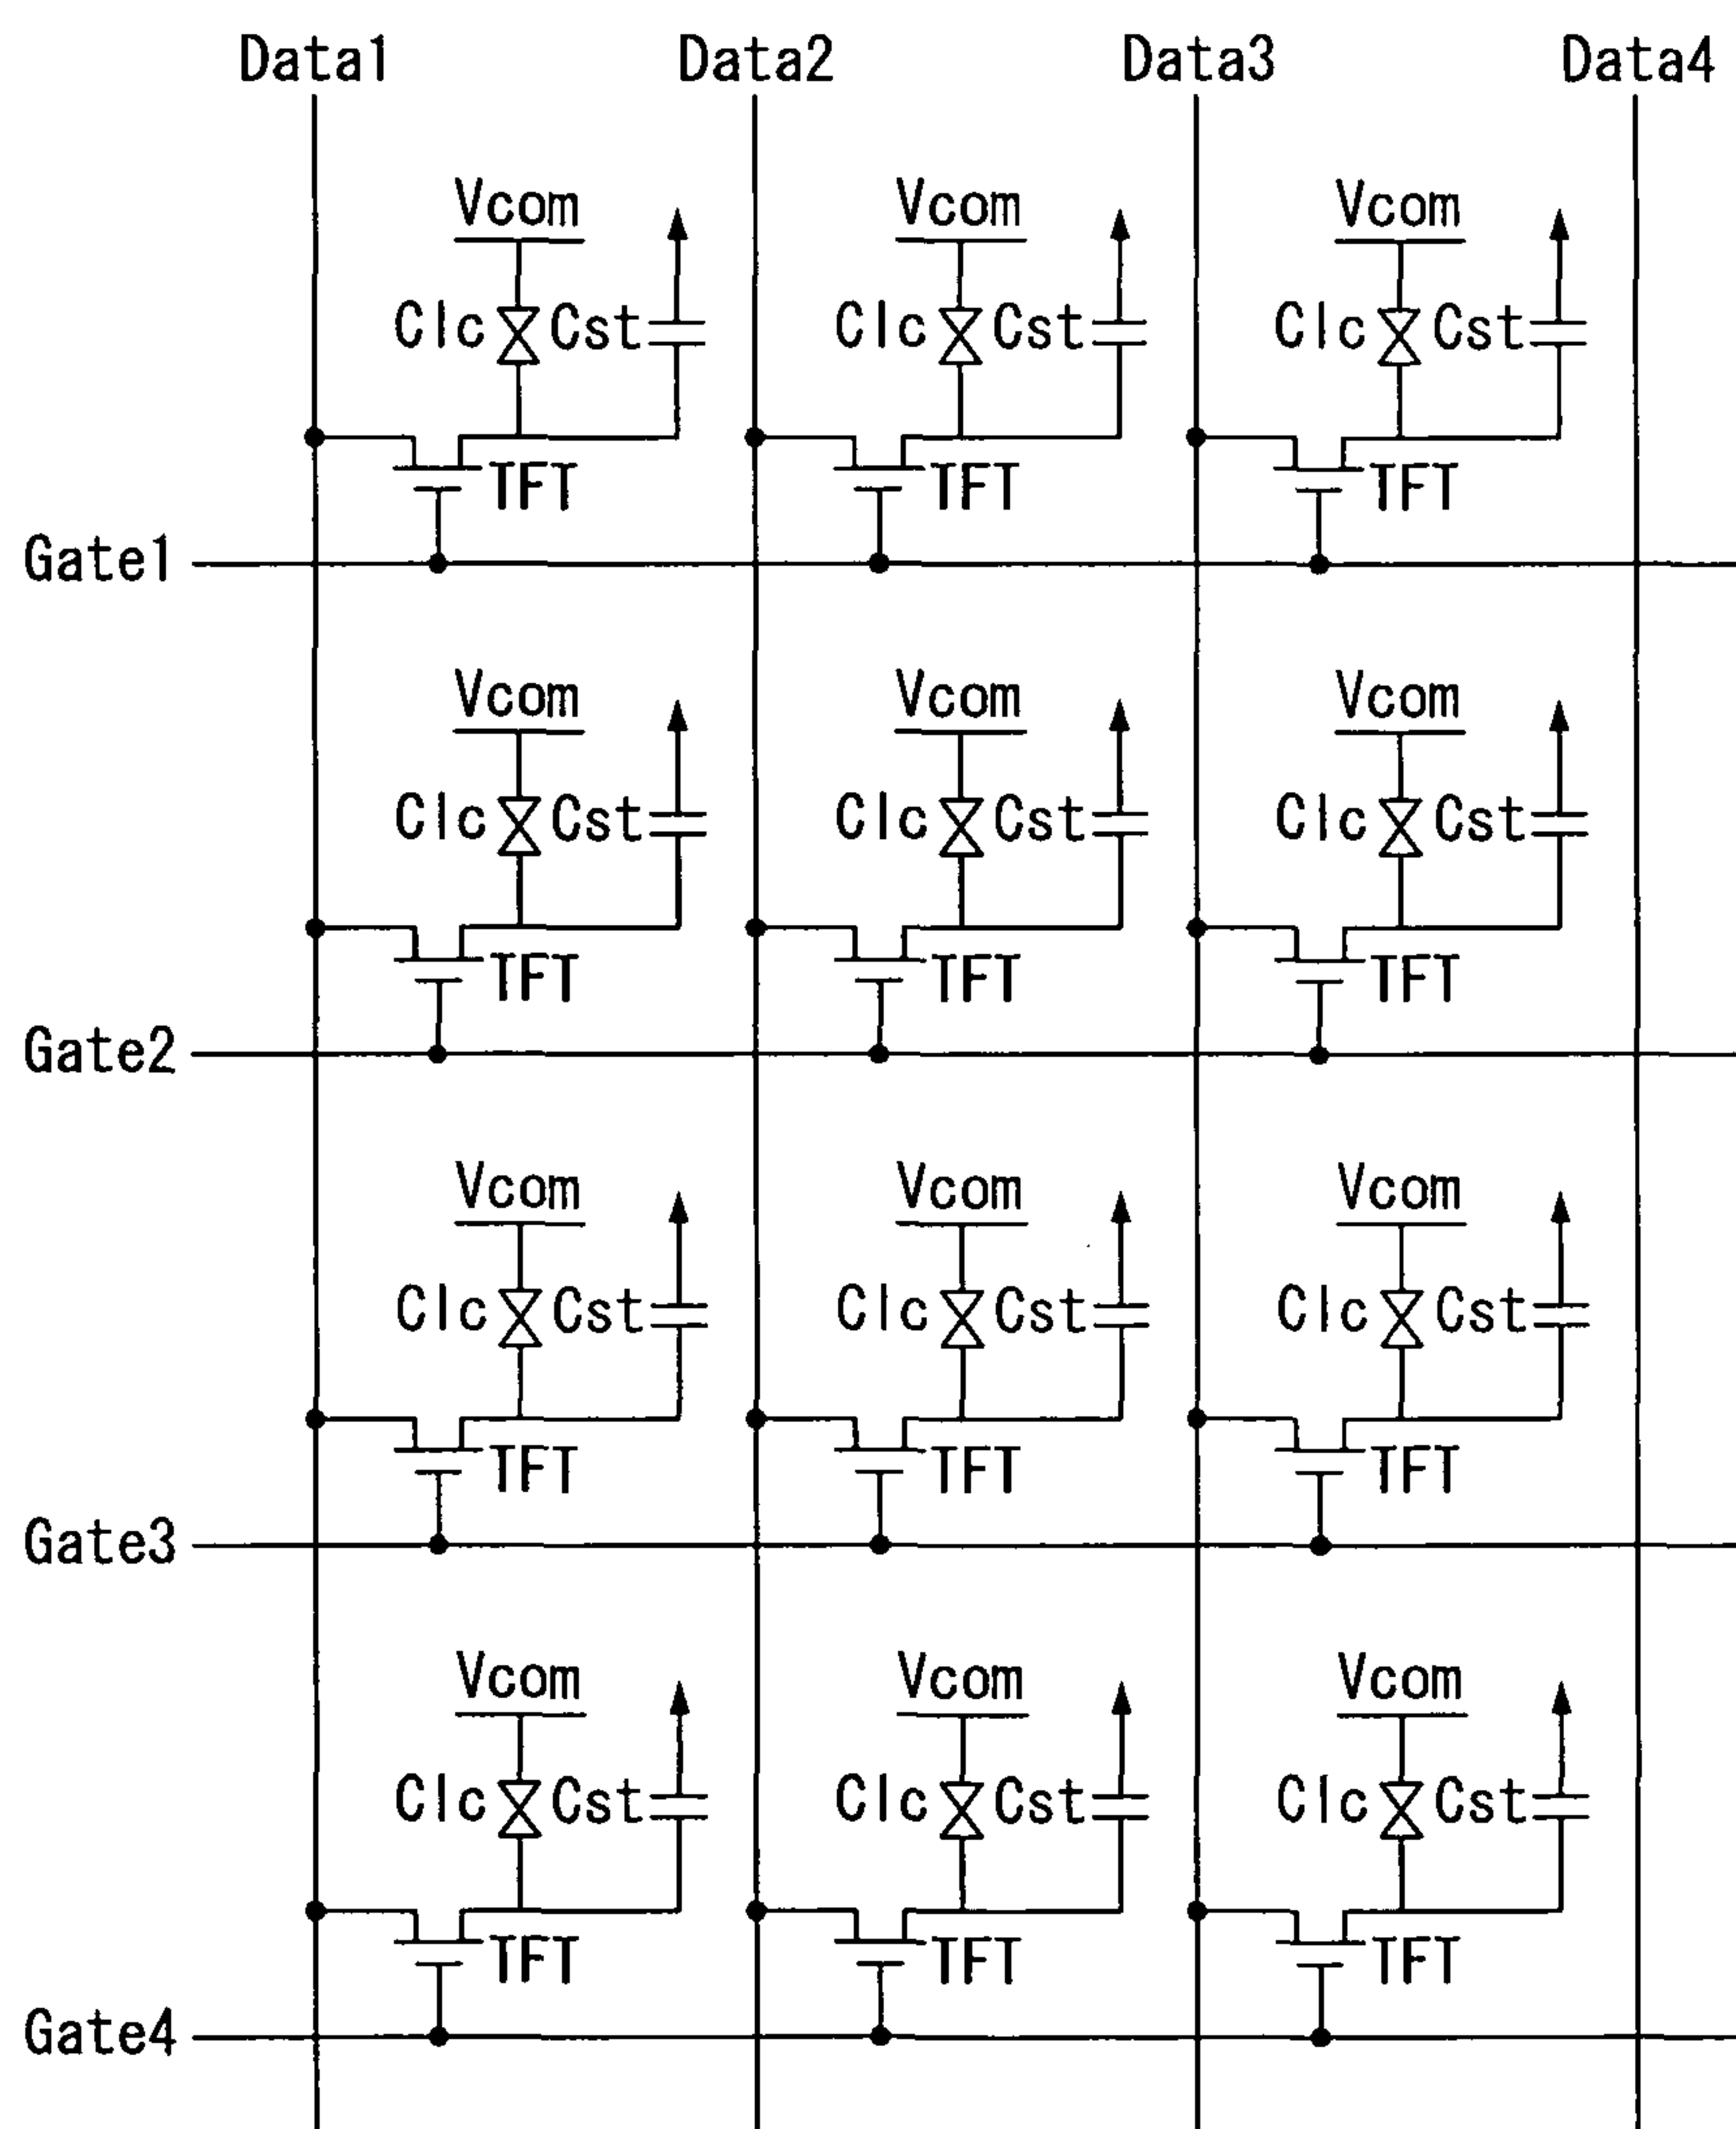 Data1 Data2 Data3 Data4
Vcom Vcom Vcom
Clc Cst Clc Cst Clc Cst
TFT TFT TFT
Gate1
Vcom Vcom Vcom
Clc Cst Clc Cst Clc Cst
TFT TFT TFT
Gate2
Vcom Vcom Vcom
Clc Cst Clc Cst Clc Cst
TFT TFT TFT
Gate3
Vcom Vcom Vcom
Clc Cst Clc Cst Clc Cst
TFT TFT TFT
Gate4